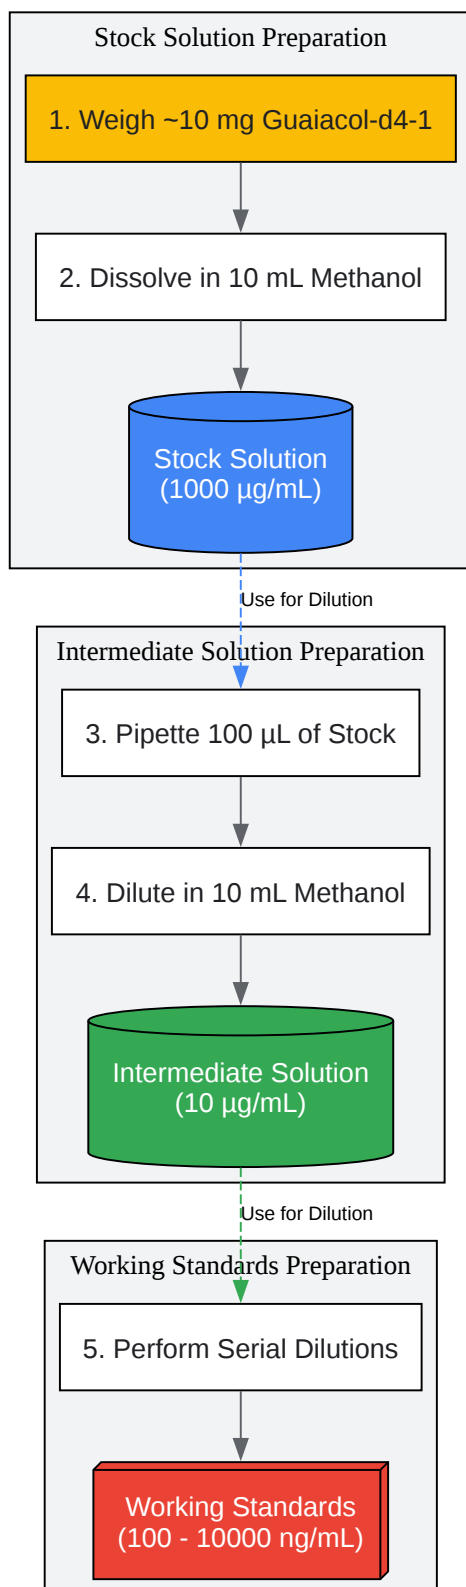 Stock Solution Preparation
1. Weigh ~10 mg Guaiacol-d4-1
2. Dissolve in 10 mL Methanol
Stock Solution
(1000 µg/mL)
Use for Dilution
Intermediate Solution Preparation
3. Pipette 100 µL of Stock
4. Dilute in 10 mL Methanol
Intermediate Solution
(10 µg/mL)
Use for Dilution
Working Standards Preparation
5. Perform Serial Dilutions
Working Standards
(100 - 10000 ng/mL)